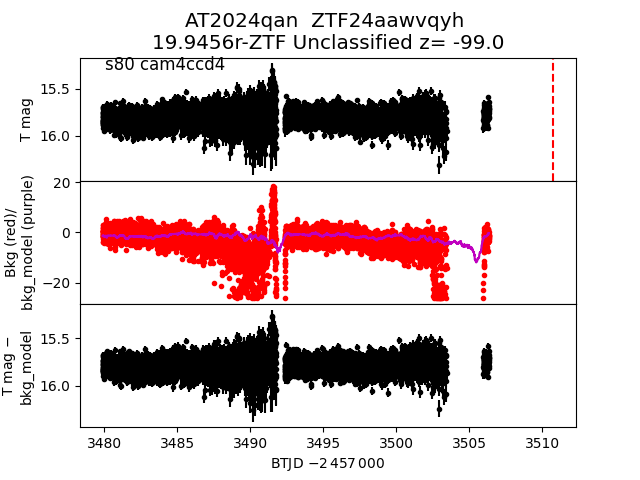 AT2024qan  ZTF24aawvqyh
19.9456r-ZTF Unclassified z= -99.0
s80 cam4ccd4
15.5
16.0
T mag
20
0
−20
Bkg (red)/
bkg_model (purple)
15.5
16.0
T mag −
bkg_model
3480 3485 3490 3495 3500 3505 3510
BTJD −2 457 000